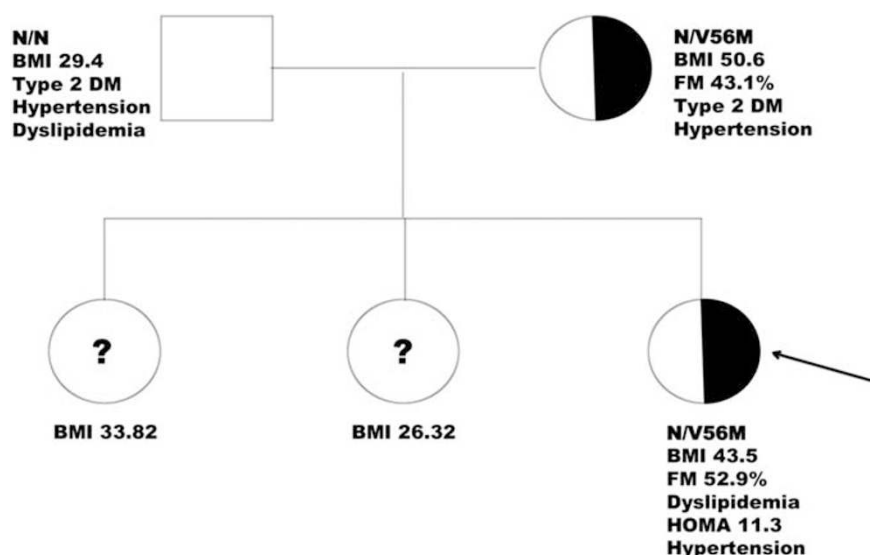 N/N
BMI 29.4
Type 2 DM
Hypertension
Dyslipidemia
N/V56M
BMI 50.6
FM 43.1%
Type 2 DM
Hypertension
?
BMI 33.82
?
BMI 26.32
N/V56M
BMI 43.5
FM 52.9%
Dyslipidemia
HOMA 11.3
Hypertension